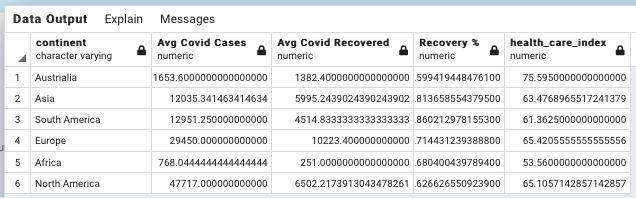 Data Output Explain Messages
continent Avg Covid Cases Avg Covid Recovered Recovery % health_care_index
character varying numeric numeric numeric numeric
1 Austrialia 1653.6000000000000000 1382.4000000000000000 .599419448476100 75.5950000000000000
2 Asia 12035.341463414634 5995.2439024390243902 .813658554379500 63.4768965517241379
3 South America 12951.250000000000 4514.8333333333333333 .860212978155300 61.3625000000000000
4 Europe 29450.000000000000 10223.400000000000 .714431239388800 65.4205555555555556
5 Africa 768.0444444444444444 251.0000000000000000 .680400439789400 53.5600000000000000
6 North America 47717.000000000000 6502.2173913043478261 .626626550923900 65.1057142857142857